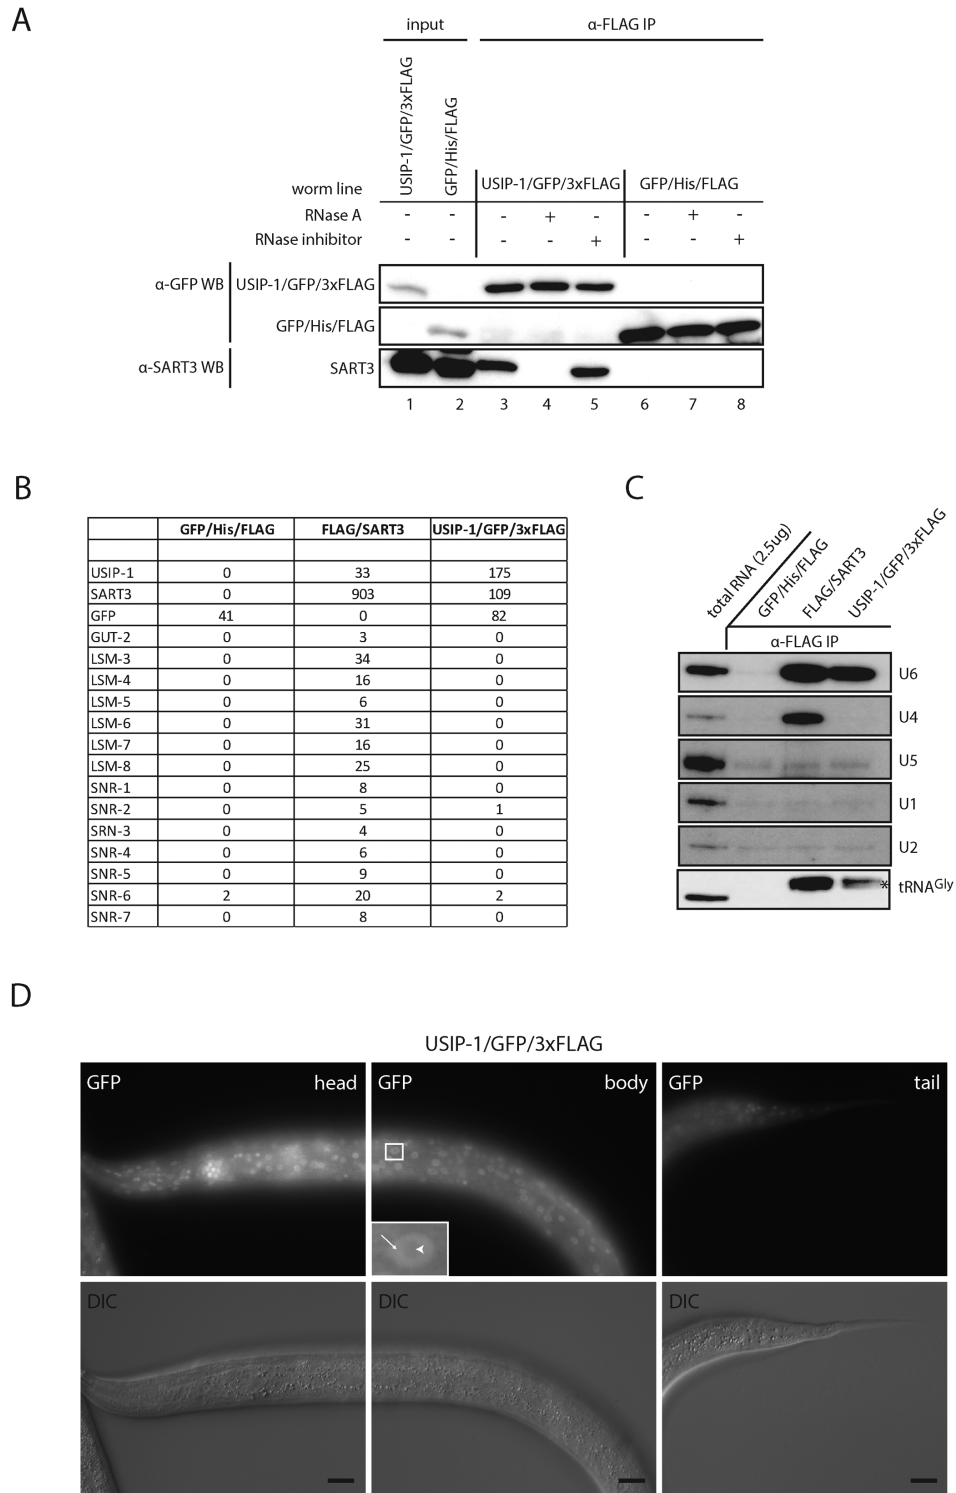 A
input
α-FLAG IP
USIP-1/GFP/3xFLAG
GFP/His/FLAG
worm line
USIP-1/GFP/3xFLAG GFP/His/FLAG
RNase A - - - + - - + -
RNase inhibitor - - - - + - - +
α-GFP WB USIP-1/GFP/3xFLAG
GFP/His/FLAG
α-SART3 WB SART3
1 2 3 4 5 6 7 8
B
GFP/His/FLAG FLAG/SART3 USIP-1/GFP/3xFLAG
USIP-1 0 33 175
SART3 0 903 109
GFP 41 0 82
GUT-2 0 3 0
LSM-3 0 34 0
LSM-4 0 16 0
LSM-5 0 6 0
LSM-6 0 31 0
LSM-7 0 16 0
LSM-8 0 25 0
SNR-1 0 8 0
SNR-2 0 5 1
SRN-3 0 4 0
SNR-4 0 6 0
SNR-5 0 9 0
SNR-6 2 20 2
SNR-7 0 8 0
C
total RNA (2.5ug)
GFP/His/FLAG
FLAG/SART3
USIP-1/GFP/3xFLAG
α-FLAG IP
U6
U4
U5
U1
U2
* tRNAGly
D
USIP-1/GFP/3xFLAG
GFP head GFP body GFP tail
DIC DIC DIC